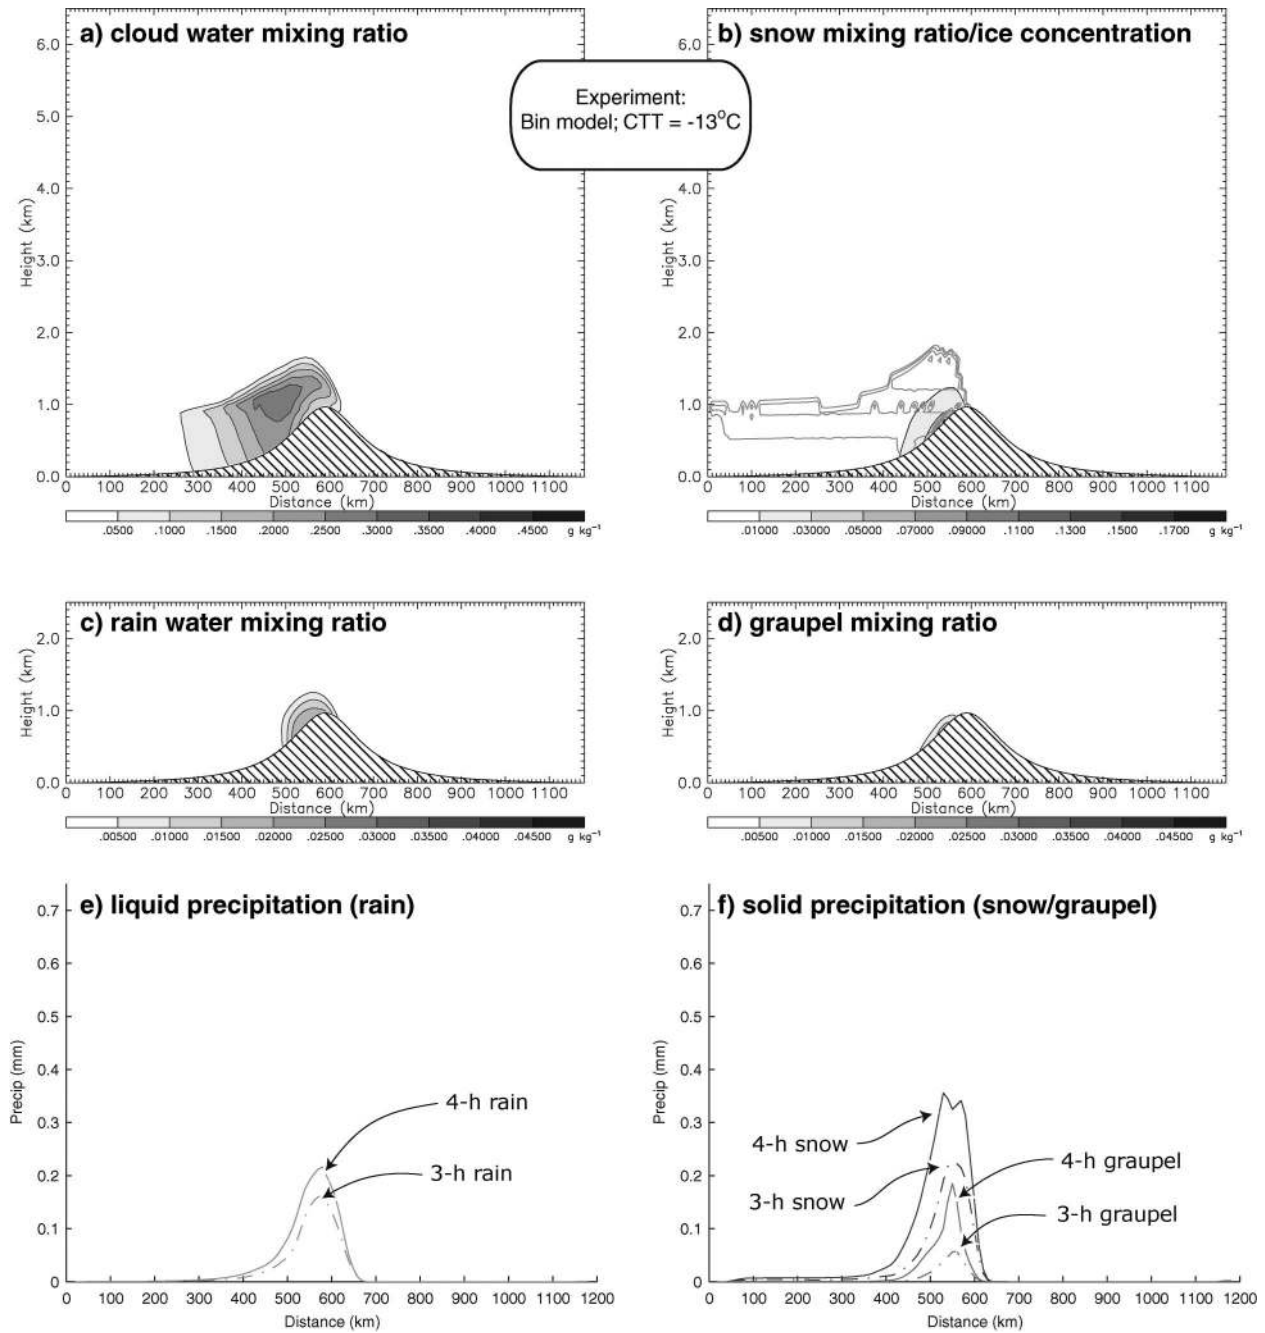 a) cloud water mixing ratio
b) snow mixing ratio/ice concentration
Experiment:
Bin model; CTT = -13°C
6.0
5.0
4.0
3.0
2.0
1.0
0.0
Height (km)
0 100 200 300 400 500 600 700 800 900 1000 1100
Distance (km)
.0500 .1000 .1500 .2000 .2500 .3000 .3500 .4000 .4500 g kg⁻¹
6.0
5.0
4.0
3.0
2.0
1.0
0.0
Height (km)
0 100 200 300 400 500 600 700 800 900 1000 1100
Distance (km)
.01000 .03000 .05000 .07000 .09000 .1100 .1300 .1500 .1700 g kg⁻¹
c) rain water mixing ratio
2.0
1.0
0.0
Height (km)
0 100 200 300 400 500 600 700 800 900 1000 1100
Distance (km)
.00500 .01000 .01500 .02000 .02500 .03000 .03500 .04000 .04500 g kg⁻¹
d) graupel mixing ratio
2.0
1.0
0.0
Height (km)
0 100 200 300 400 500 600 700 800 900 1000 1100
Distance (km)
.00500 .01000 .01500 .02000 .02500 .03000 .03500 .04000 .04500 g kg⁻¹
e) liquid precipitation (rain)
0.7
0.6
0.5
0.4
0.3
0.2
0.1
0
Precip (mm)
4-h rain
3-h rain
0 100 200 300 400 500 600 700 800 900 1000 1100 1200
Distance (km)
f) solid precipitation (snow/graupel)
0.7
0.6
0.5
0.4
0.3
0.2
0.1
0
Precip (mm)
4-h snow
3-h snow
4-h graupel
3-h graupel
0 100 200 300 400 500 600 700 800 900 1000 1100 1200
Distance (km)